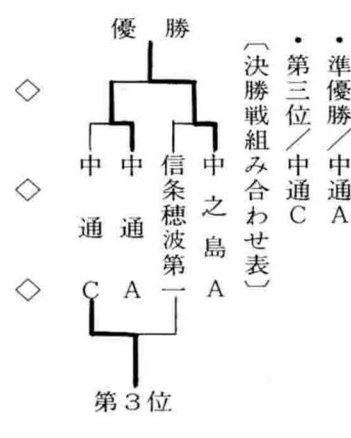 ・準優勝／中通A
・第三位／中通C
〔決勝戦組み合わせ表〕
優勝
中之島A
信条穂波第一
中通A
中通C
第3位
◇
◇
◇